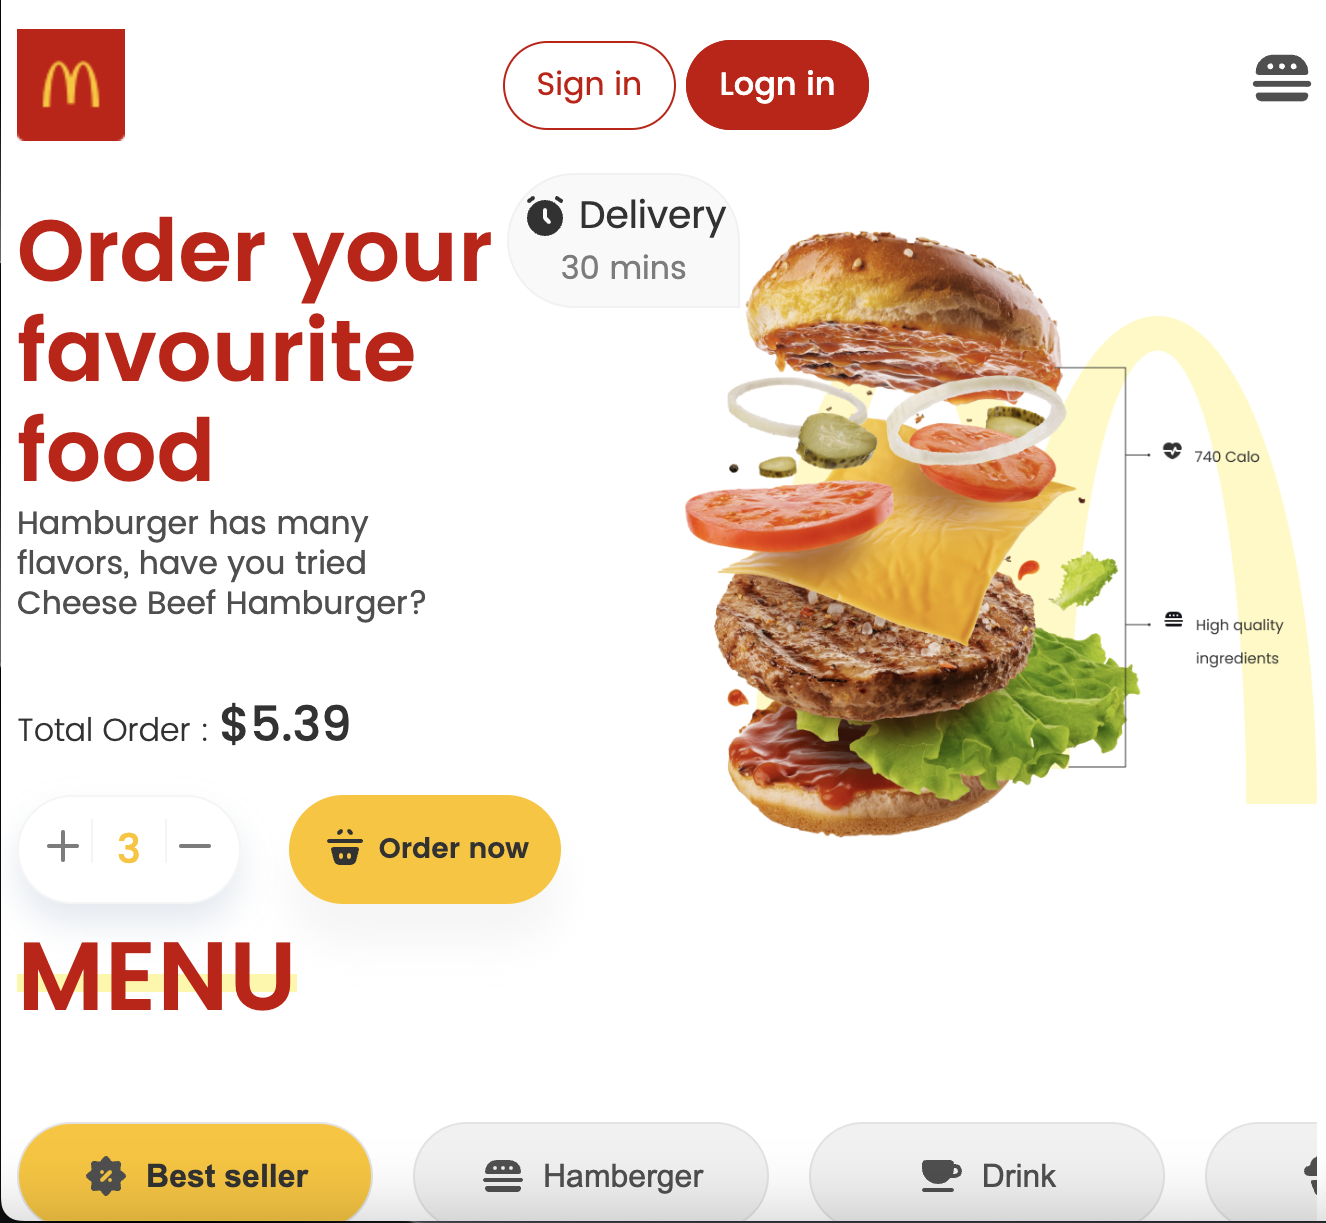 Sign in
Logn in
Order your
favourite
food
Delivery
30 mins
Hamburger has many
flavors, have you tried
Cheese Beef Hamburger?
740 Calo
High quality
ingredients
Total Order : $5.39
+ 3 −
Order now
MENU
Best seller
Hamberger
Drink